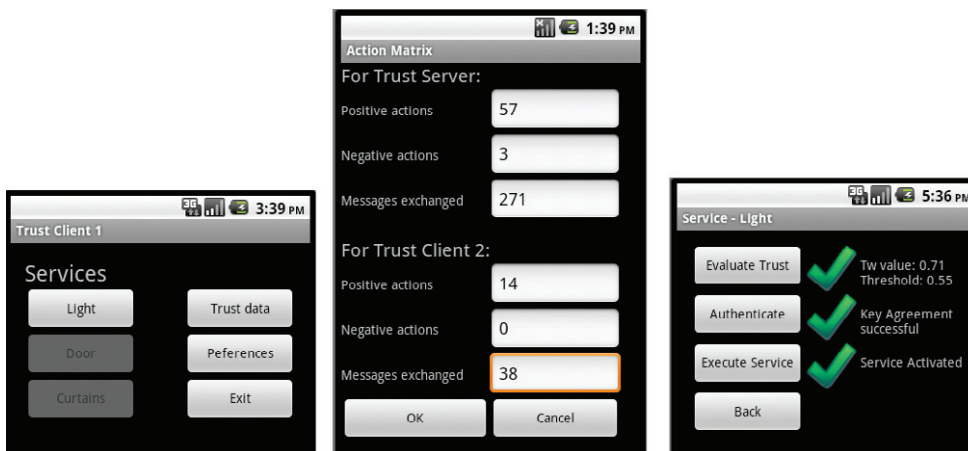 3G 3:39 PM
Trust Client 1
Services
Light
Trust data
Door
Peferences
Curtains
Exit
1:39 PM
Action Matrix
For Trust Server:
Positive actions 57
Negative actions 3
Messages exchanged 271
For Trust Client 2:
Positive actions 14
Negative actions 0
Messages exchanged 38
OK
Cancel
3G 5:36 PM
Service - Light
Evaluate Trust
Tw value: 0.71
Threshold: 0.55
Authenticate
Key Agreement
successful
Execute Service
Service Activated
Back